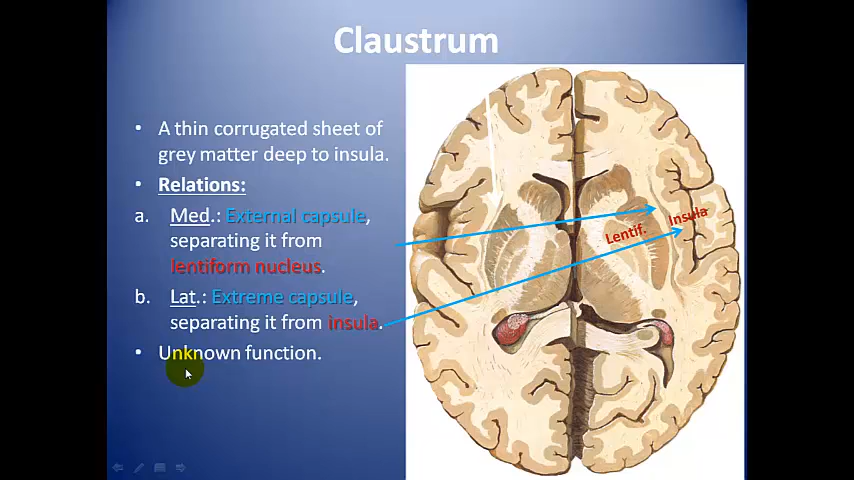 Claustrum
• A thin corrugated sheet of
grey matter deep to insula.
• Relations:
a. Med.: External capsule,
separating it from
lentiform nucleus.
b. Lat.: Extreme capsule,
separating it from insula.
• Unknown function.
Lentif.
Insula